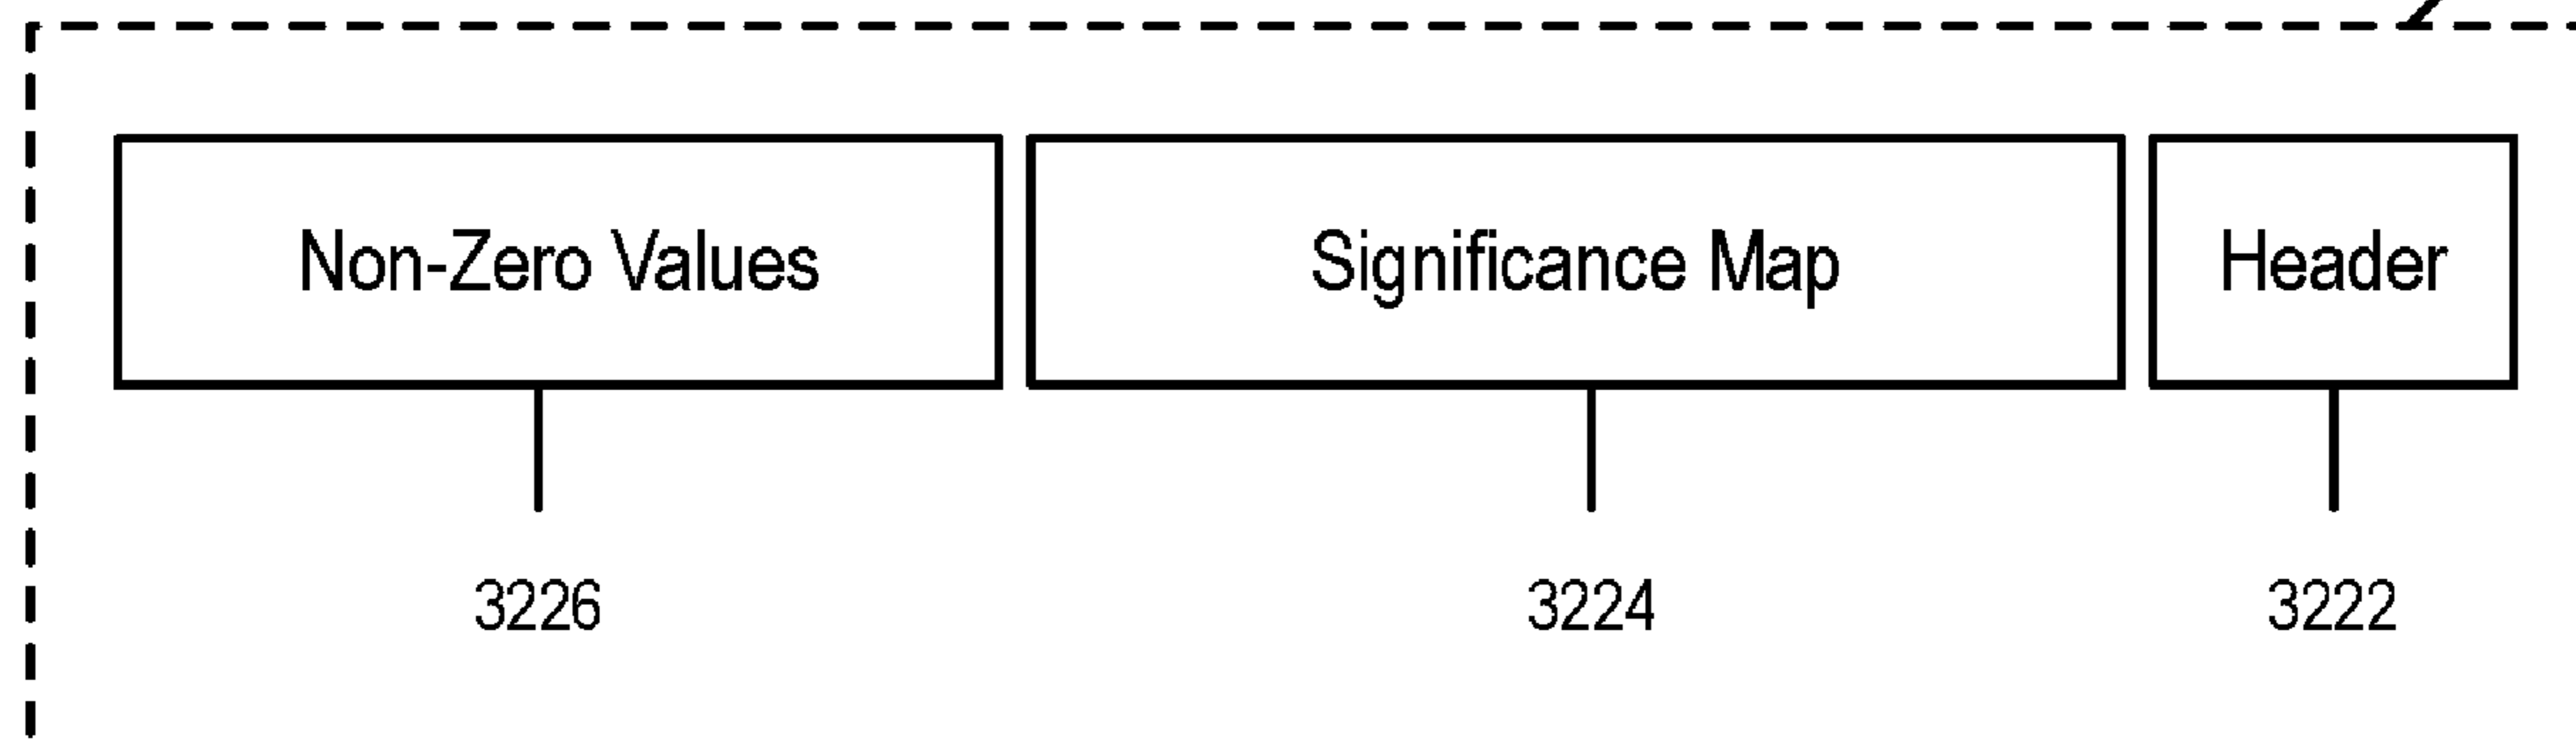 Non-Zero Values
Significance Map
Header
3226
3224
3222